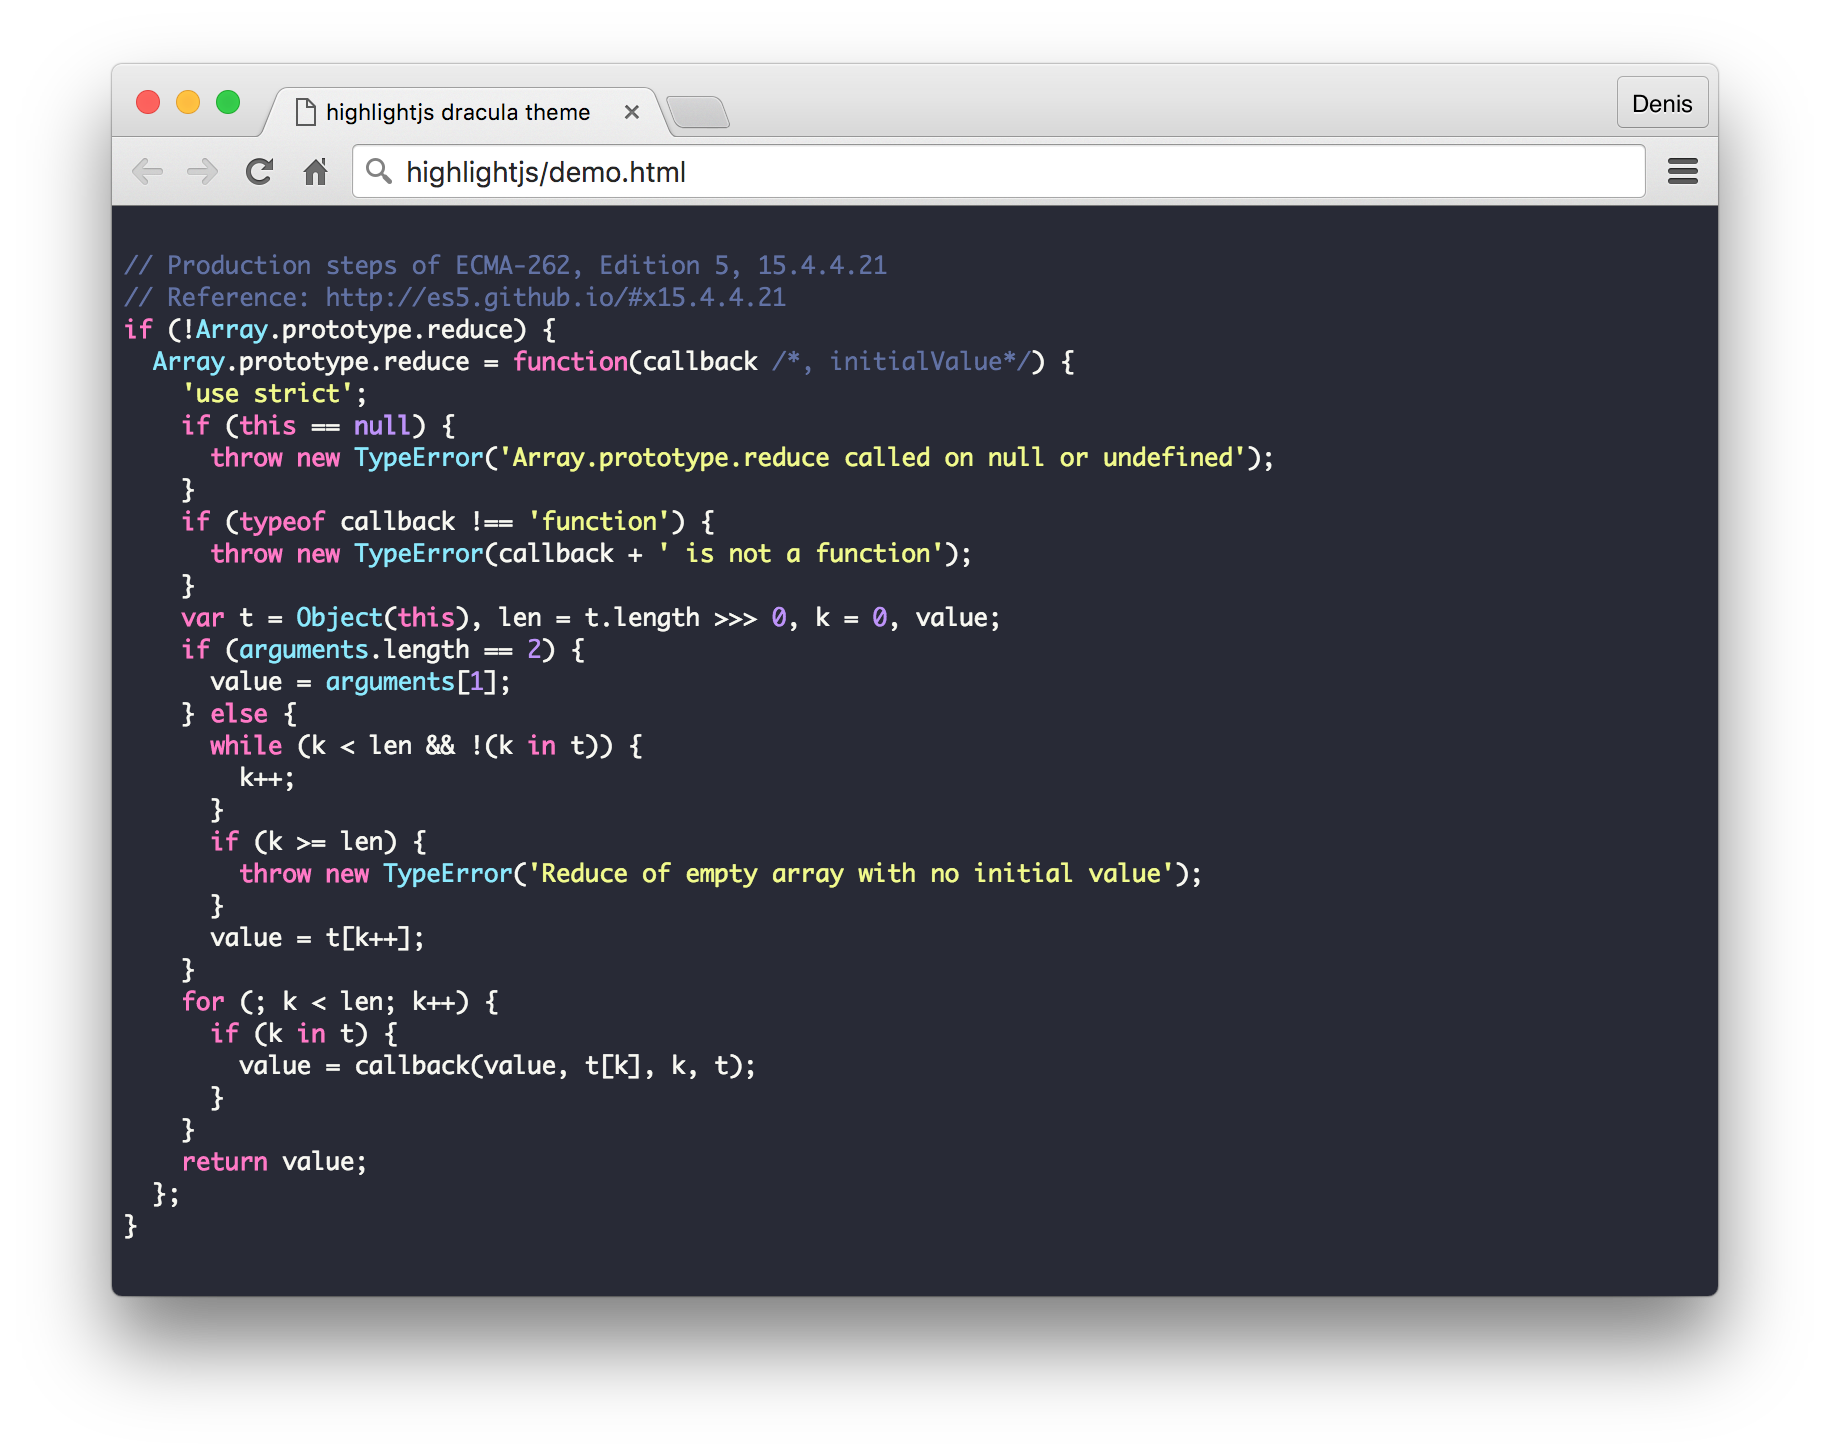 highlightjs dracula theme
Denis
highlightjs/demo.html
// Production steps of ECMA-262, Edition 5, 15.4.4.21
// Reference: http://es5.github.io/#x15.4.4.21
if (!Array.prototype.reduce) {
  Array.prototype.reduce = function(callback /*, initialValue*/) {
    'use strict';
    if (this == null) {
      throw new TypeError('Array.prototype.reduce called on null or undefined');
    }
    if (typeof callback !== 'function') {
      throw new TypeError(callback + ' is not a function');
    }
    var t = Object(this), len = t.length >>> 0, k = 0, value;
    if (arguments.length == 2) {
      value = arguments[1];
    } else {
      while (k < len && !(k in t)) {
        k++;
      }
      if (k >= len) {
        throw new TypeError('Reduce of empty array with no initial value');
      }
      value = t[k++];
    }
    for (; k < len; k++) {
      if (k in t) {
        value = callback(value, t[k], k, t);
      }
    }
    return value;
  };
}